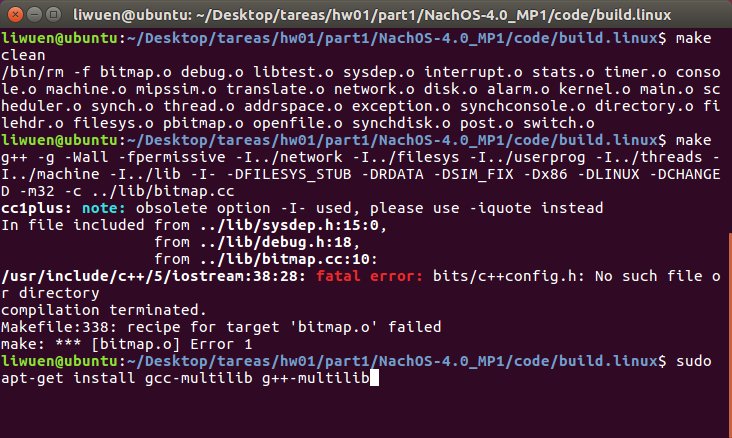 liwuen@ubuntu: ~/Desktop/tareas/hw01/part1/NachOS-4.0_MP1/code/build.linux
liwuen@ubuntu:~/Desktop/tareas/hw01/part1/NachOS-4.0_MP1/code/build.linux$ make
clean
/bin/rm -f bitmap.o debug.o libtest.o sysdep.o interrupt.o stats.o timer.o conso
le.o machine.o mipssim.o translate.o network.o disk.o alarm.o kernel.o main.o sc
heduler.o synch.o thread.o addrspace.o exception.o synchconsole.o directory.o fi
lehdr.o filesys.o pbitmap.o openfile.o synchdisk.o post.o switch.o
liwuen@ubuntu:~/Desktop/tareas/hw01/part1/NachOS-4.0_MP1/code/build.linux$ make
g++ -g -Wall -fpermissive -I../network -I../filesys -I../userprog -I../threads -
I../machine -I../lib -I- -DFILESYS_STUB -DRDATA -DSIM_FIX -Dx86 -DLINUX -DCHANGE
D -m32 -c ../lib/bitmap.cc
cc1plus: note: obsolete option -I- used, please use -iquote instead
In file included from ../lib/sysdep.h:15:0,
from ../lib/debug.h:18,
from ../lib/bitmap.cc:10:
/usr/include/c++/5/iostream:38:28: fatal error: bits/c++config.h: No such file o
r directory
compilation terminated.
Makefile:338: recipe for target 'bitmap.o' failed
make: *** [bitmap.o] Error 1
liwuen@ubuntu:~/Desktop/tareas/hw01/part1/NachOS-4.0_MP1/code/build.linux$ sudo
apt-get install gcc-multilib g++-multilib